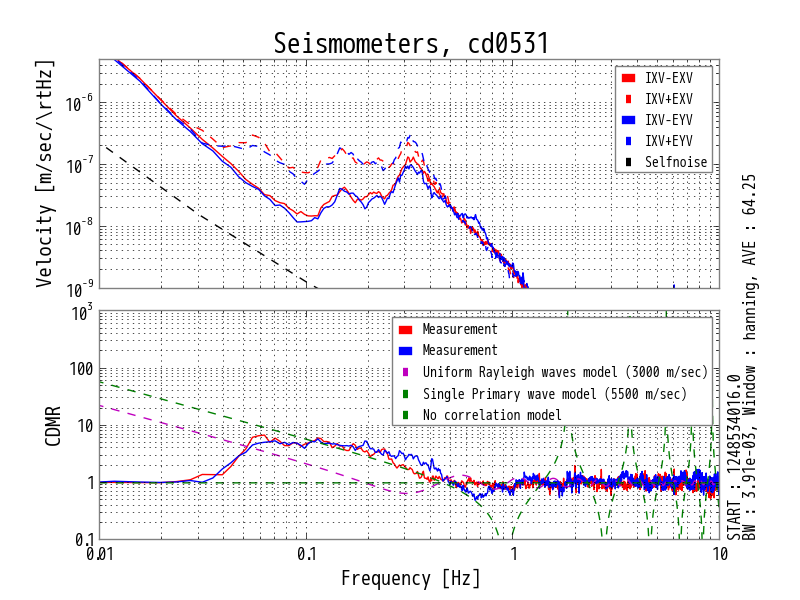 Seismometers, cd0531
Velocity [m/sec/\rtHz]
10-6
10-7
10-8
10-9
IXV-EXV
IXV+EXV
IXV-EYV
IXV+EYV
Selfnoise
CDMR
103
100
10
1
0.1
Measurement
Measurement
Uniform Rayleigh waves model (3000 m/sec)
Single Primary wave model (5500 m/sec)
No correlation model
0.01
0.1
1
10
Frequency [Hz]
START : 1248534016.0
BW : 3.91e-03, Window : hanning, AVE : 64.25